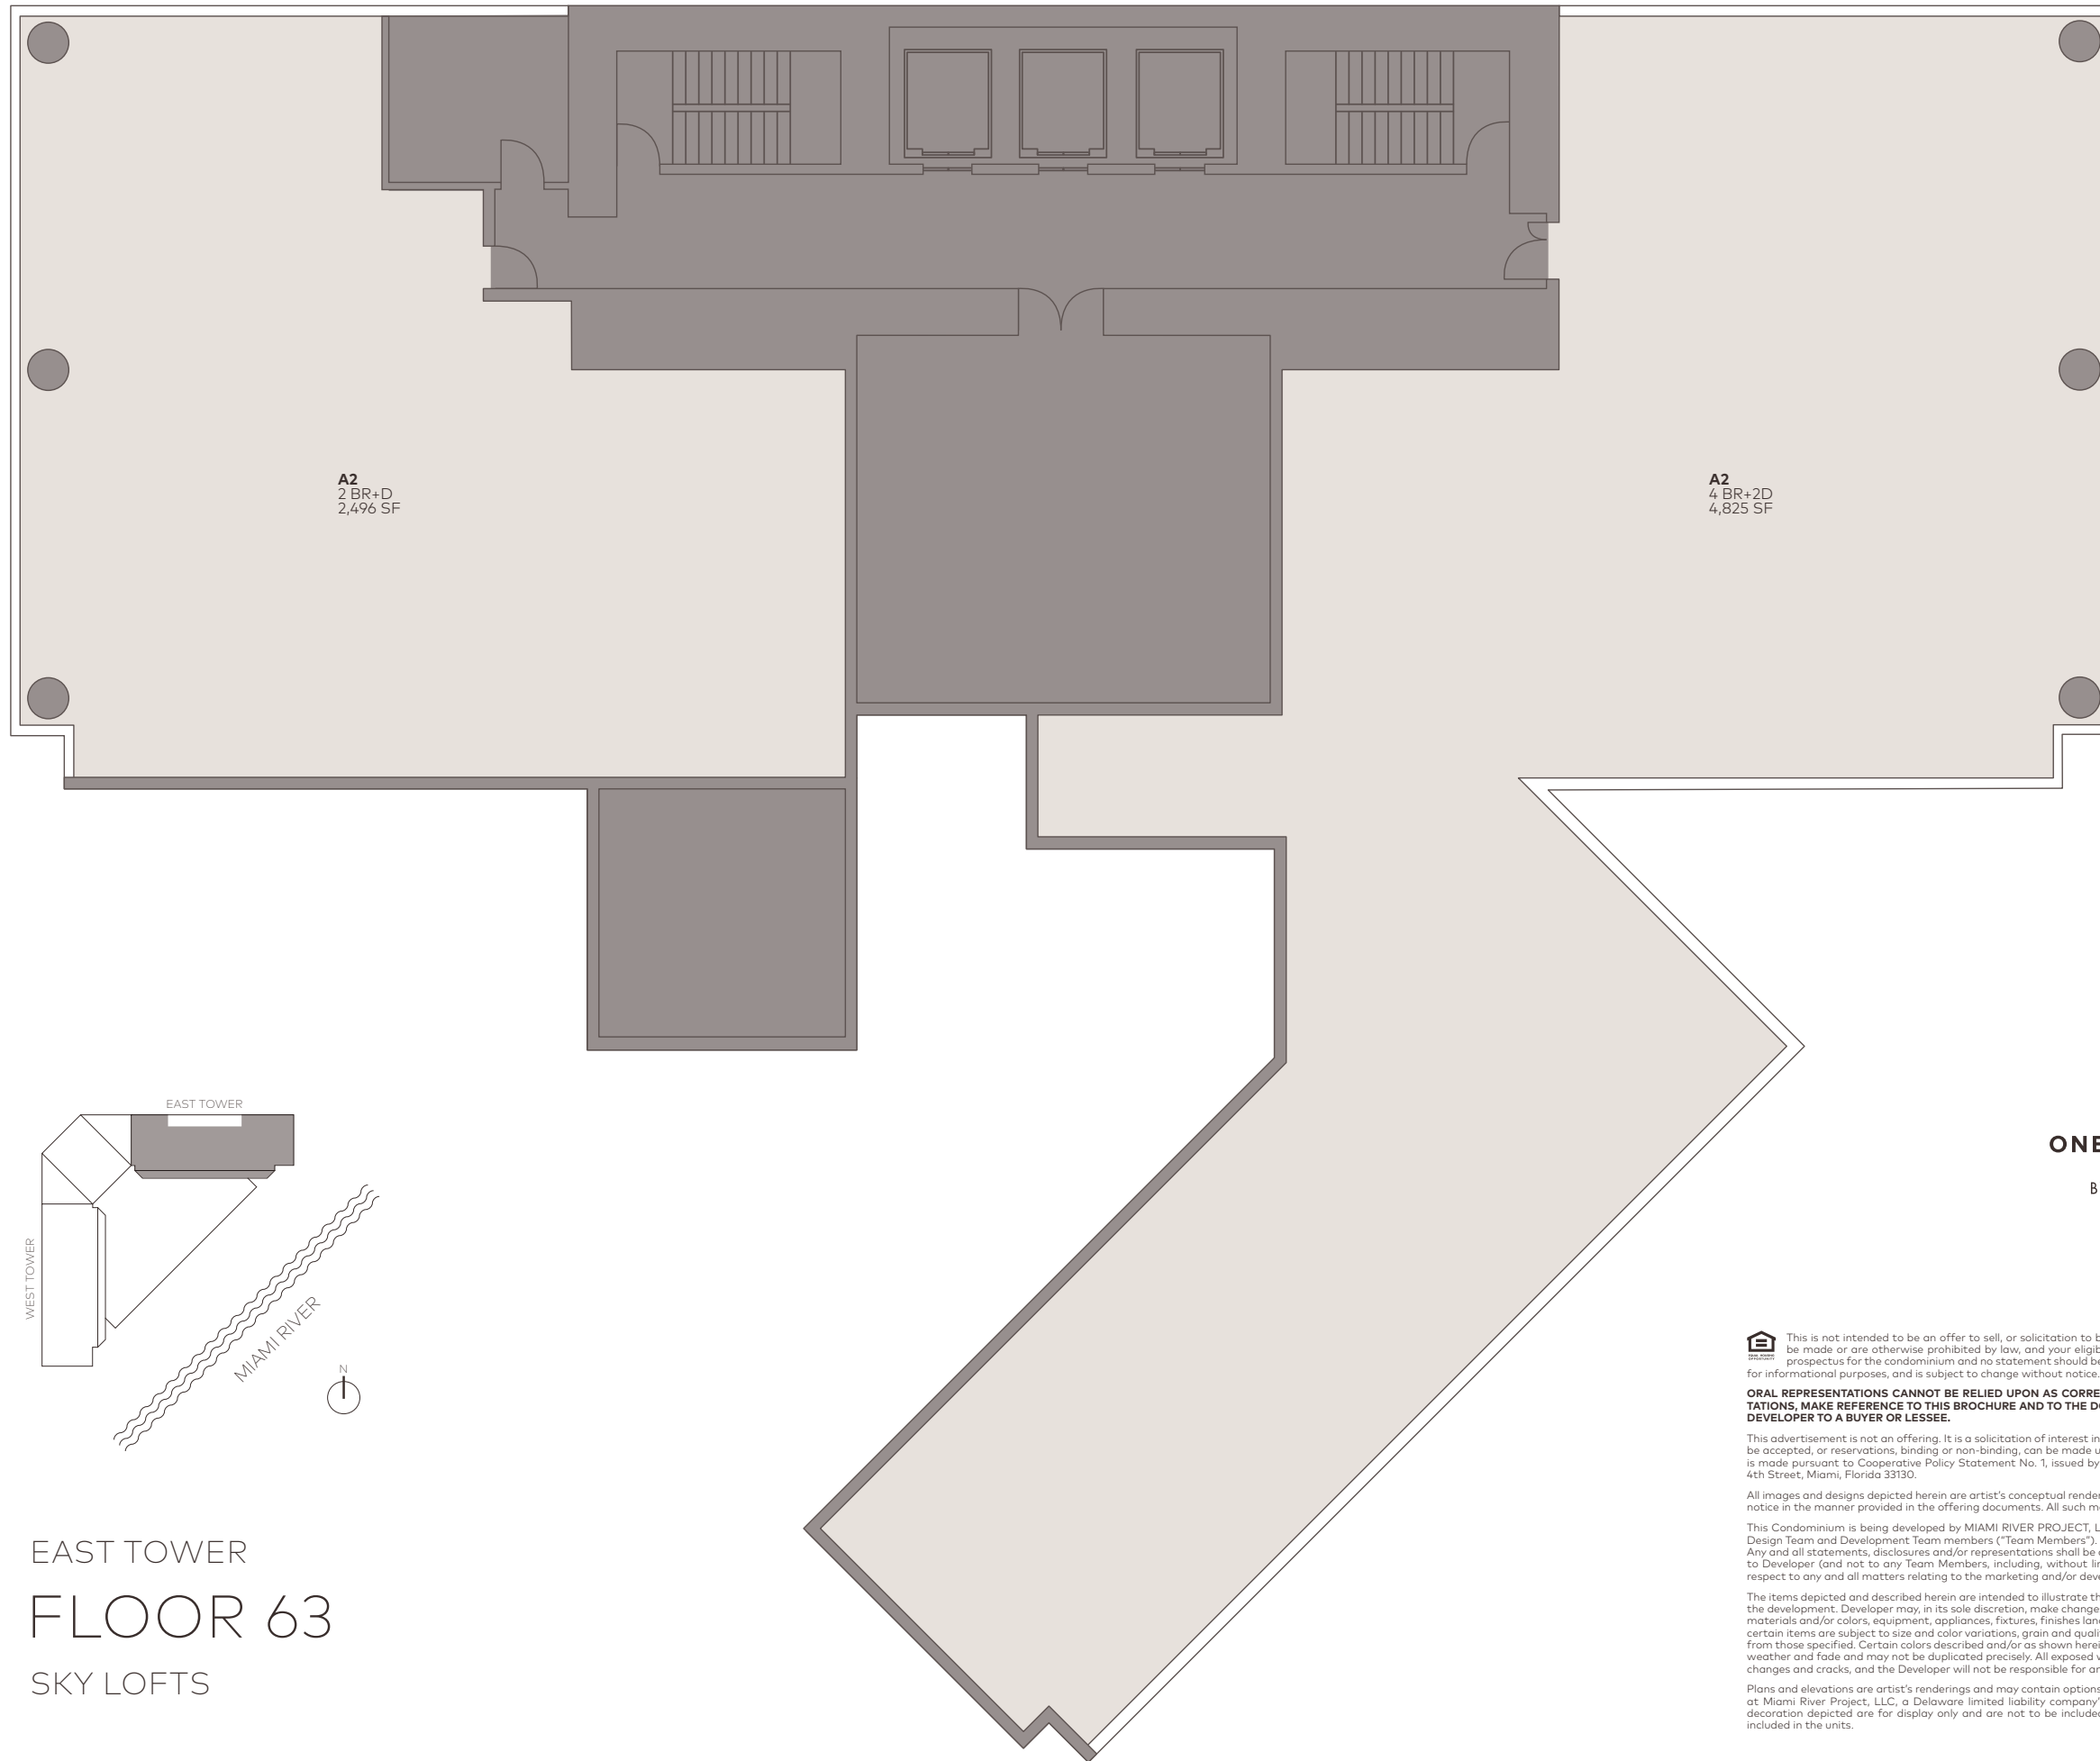 A2
2 BR+D
2,496 SF
A2
4 BR+2D
4,825 SF
EAST TOWER
WEST TOWER
MIAMI RIVER
N
EAST TOWER
FLOOR 63
SKY LOFTS
ONE
B
This is not intended to be an offer to sell, or solicitation to b
be made or are otherwise prohibited by law, and your eligib
prospectus for the condominium and no statement should be
for informational purposes, and is subject to change without notice.
ORAL REPRESENTATIONS CANNOT BE RELIED UPON AS CORRE
TATIONS, MAKE REFERENCE TO THIS BROCHURE AND TO THE DO
DEVELOPER TO A BUYER OR LESSEE.
This advertisement is not an offering. It is a solicitation of interest in
be accepted, or reservations, binding or non-binding, can be made u
is made pursuant to Cooperative Policy Statement No. 1, issued by
4th Street, Miami, Florida 33130.
All images and designs depicted herein are artist's conceptual render
notice in the manner provided in the offering documents. All such m
This Condominium is being developed by MIAMI RIVER PROJECT, L
Design Team and Development Team members ("Team Members").
Any and all statements, disclosures and/or representations shall be
to Developer (and not to any Team Members, including, without li
respect to any and all matters relating to the marketing and/or deve
The items depicted and described herein are intended to illustrate th
the development. Developer may, in its sole discretion, make change
materials and/or colors, equipment, appliances, fixtures, finishes lan
certain items are subject to size and color variations, grain and quali
from those specified. Certain colors described and/or as shown herei
weather and fade and may not be duplicated precisely. All exposed
changes and cracks, and the Developer will not be responsible for ar
Plans and elevations are artist's renderings and may contain options
at Miami River Project, LLC, a Delaware limited liability company'
decoration depicted are for display only and are not to be include
included in the units.